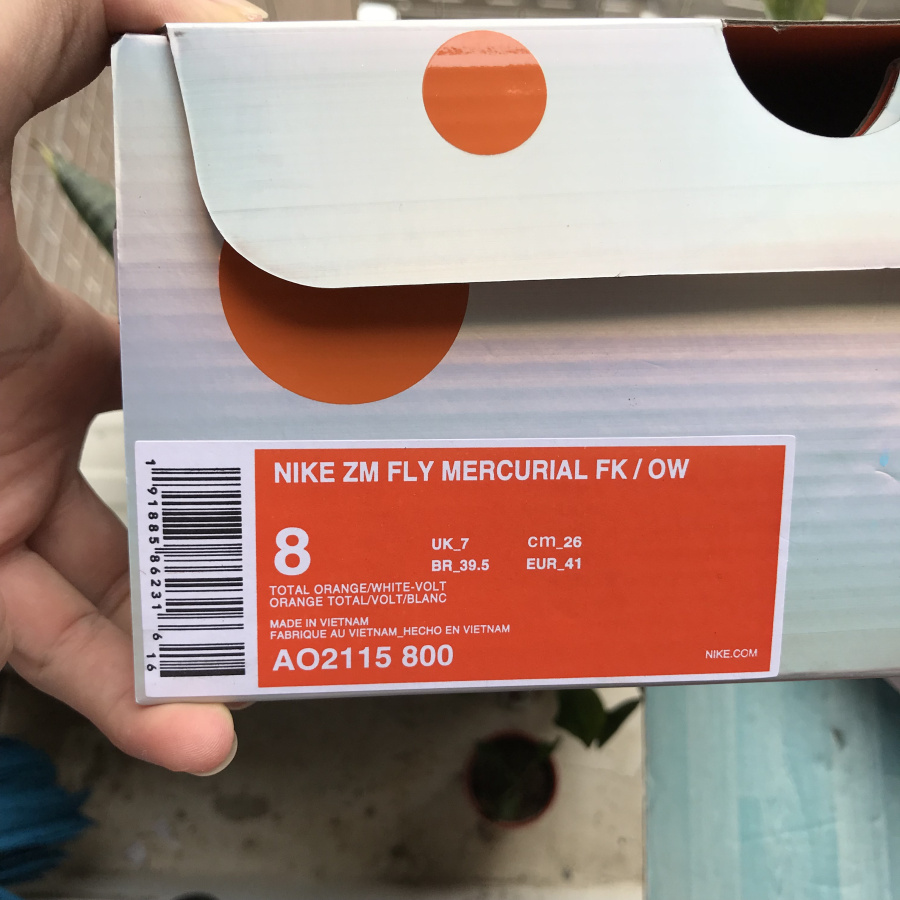 NIKE ZM FLY MERCURIAL FK / OW
8
UK_7 cm_26
BR_39.5 EUR_41
TOTAL ORANGE/WHITE-VOLT
ORANGE TOTAL/VOLT/BLANC
MADE IN VIETNAM
FABRIQUE AU VIETNAM_HECHO EN VIETNAM
AO2115 800
NIKE.COM
1 91885 86231 6 16